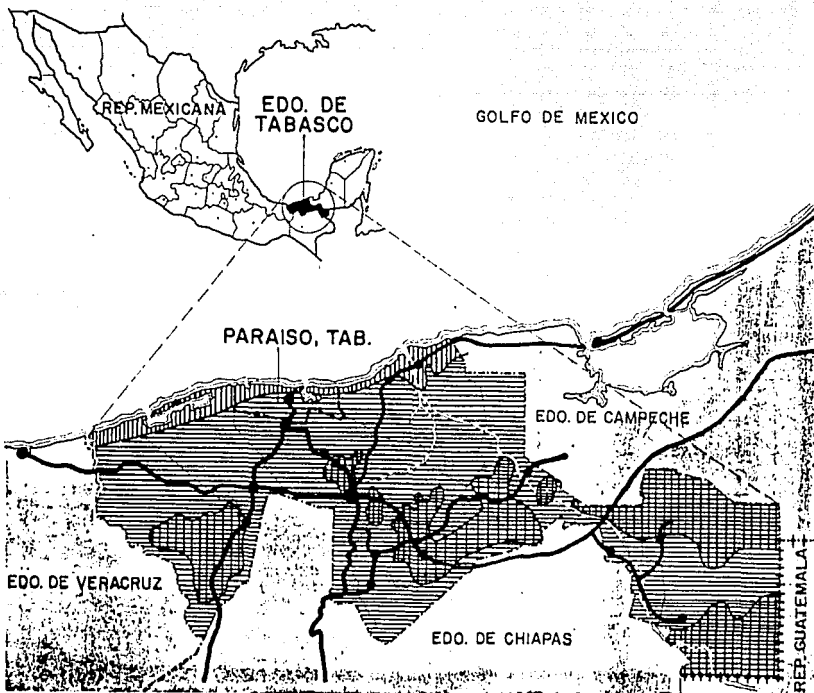 REP. MEXICANA
EDO. DE
TABASCO
GOLFO DE MEXICO
PARAISO, TAB.
EDO. DE CAMPECHE
EDO. DE VERACRUZ
EDO. DE CHIAPAS
REP. GUATEMALA